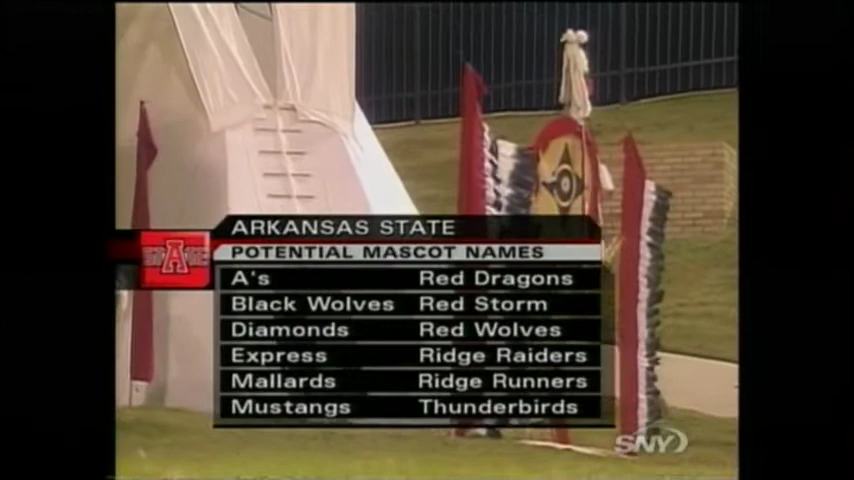 ARKANSAS STATE
POTENTIAL MASCOT NAMES
A's Red Dragons
Black Wolves Red Storm
Diamonds Red Wolves
Express Ridge Raiders
Mallards Ridge Runners
Mustangs Thunderbirds
STATE
A
SNY